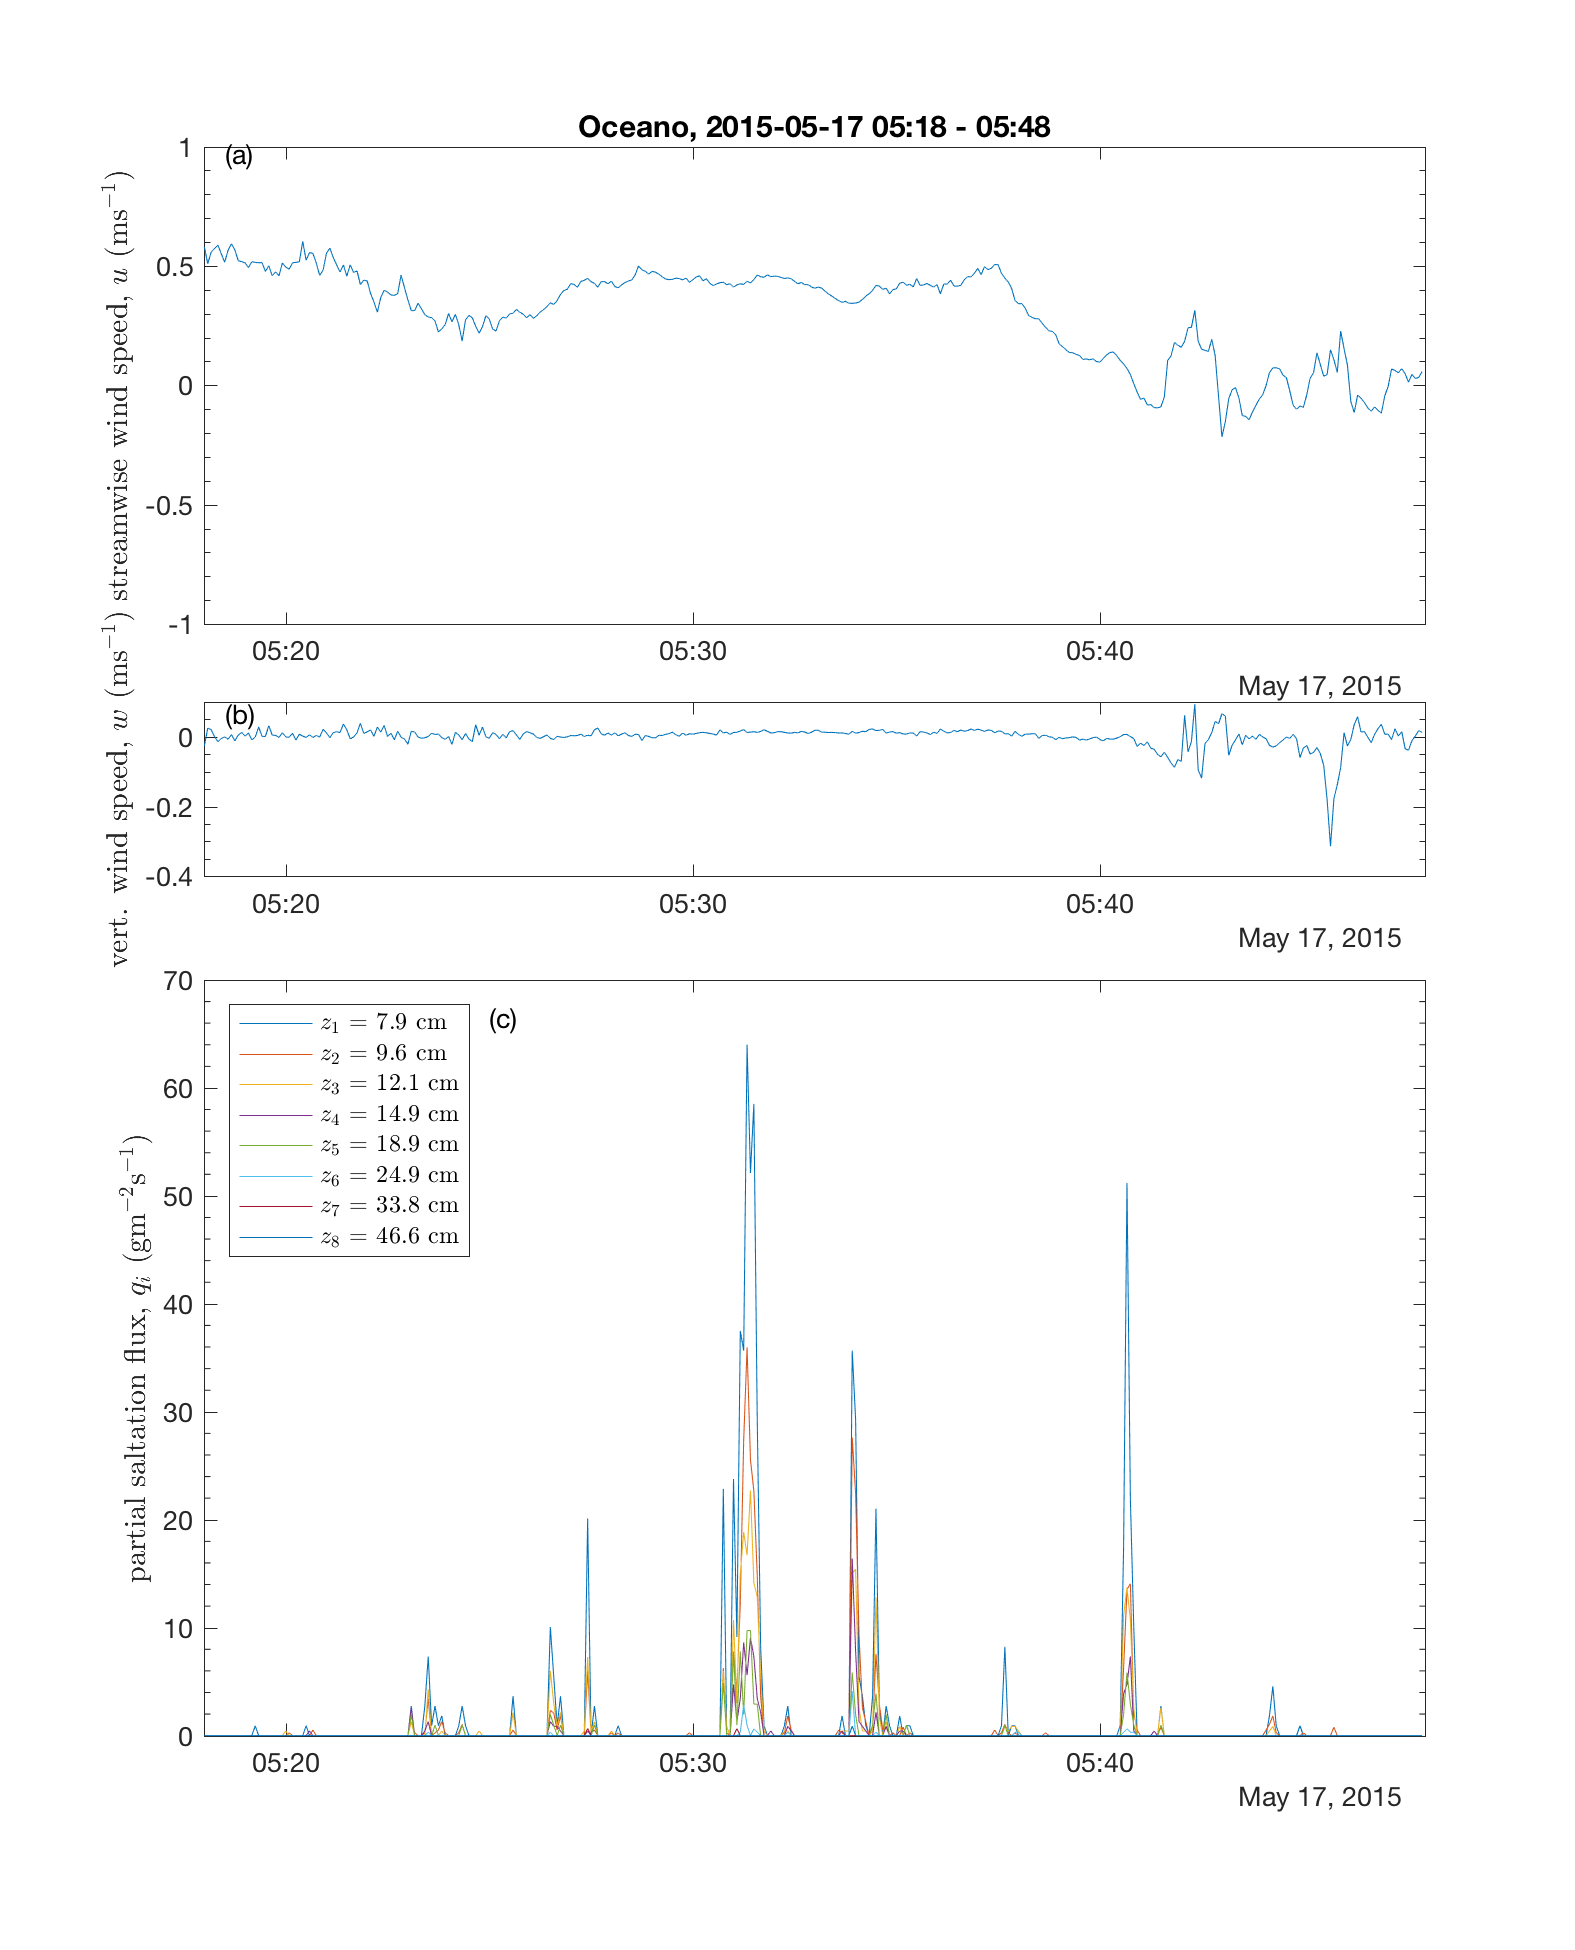 Oceano, 2015-05-17 05:18 - 05:48
(a)
streamwise wind speed, u (ms⁻¹)
1
0.5
0
-0.5
-1
05:20 05:30 05:40
May 17, 2015
(b)
vert. wind speed, w (ms⁻¹)
0
-0.2
-0.4
05:20 05:30 05:40
May 17, 2015
(c)
partial saltation flux, qᵢ (gm⁻²s⁻¹)
70
60
50
40
30
20
10
0
z₁ = 7.9 cm
z₂ = 9.6 cm
z₃ = 12.1 cm
z₄ = 14.9 cm
z₅ = 18.9 cm
z₆ = 24.9 cm
z₇ = 33.8 cm
z₈ = 46.6 cm
05:20 05:30 05:40
May 17, 2015